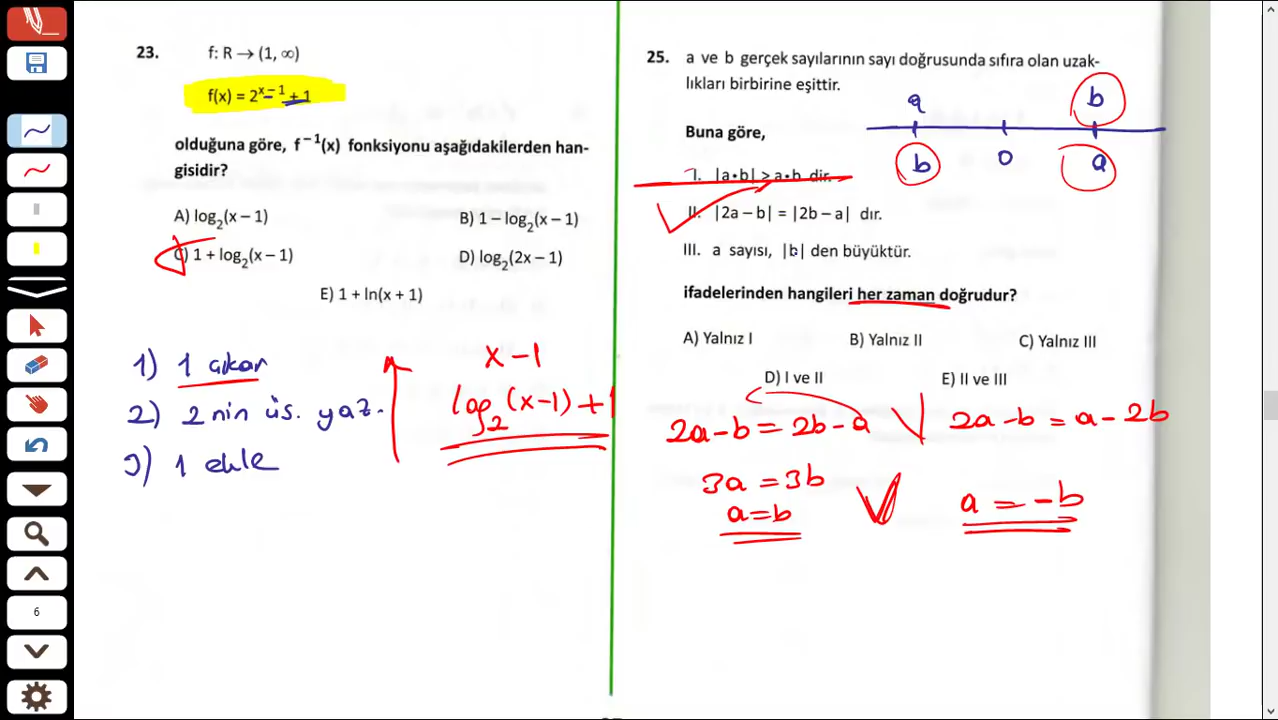 23. f: R → (1, ∞)
f(x) = 2^(x – 1) + 1
olduğuna göre, f⁻¹(x) fonksiyonu aşağıdakilerden han-
gisidir?
A) log₂(x – 1)
B) 1 – log₂(x – 1)
C) 1 + log₂(x – 1)
D) log₂(2x – 1)
E) 1 + ln(x + 1)
1) 1 çıkar
2) 2 nin üs. yaz.
3) 1 ekle
x – 1
log₂(x–1) + 1
25. a ve b gerçek sayılarının sayı doğrusunda sıfıra olan uzak-
lıkları birbirine eşittir.
a b
b 0 a
Buna göre,
I. |a•b| > a•b dir.
II. |2a – b| = |2b – a| dır.
III. a sayısı, |b| den büyüktür.
ifadelerinden hangileri her zaman doğrudur?
A) Yalnız I
B) Yalnız II
C) Yalnız III
D) I ve II
E) II ve III
2a–b = 2b–a
3a = 3b
a=b
V
2a–b = a–2b
a = –b
6